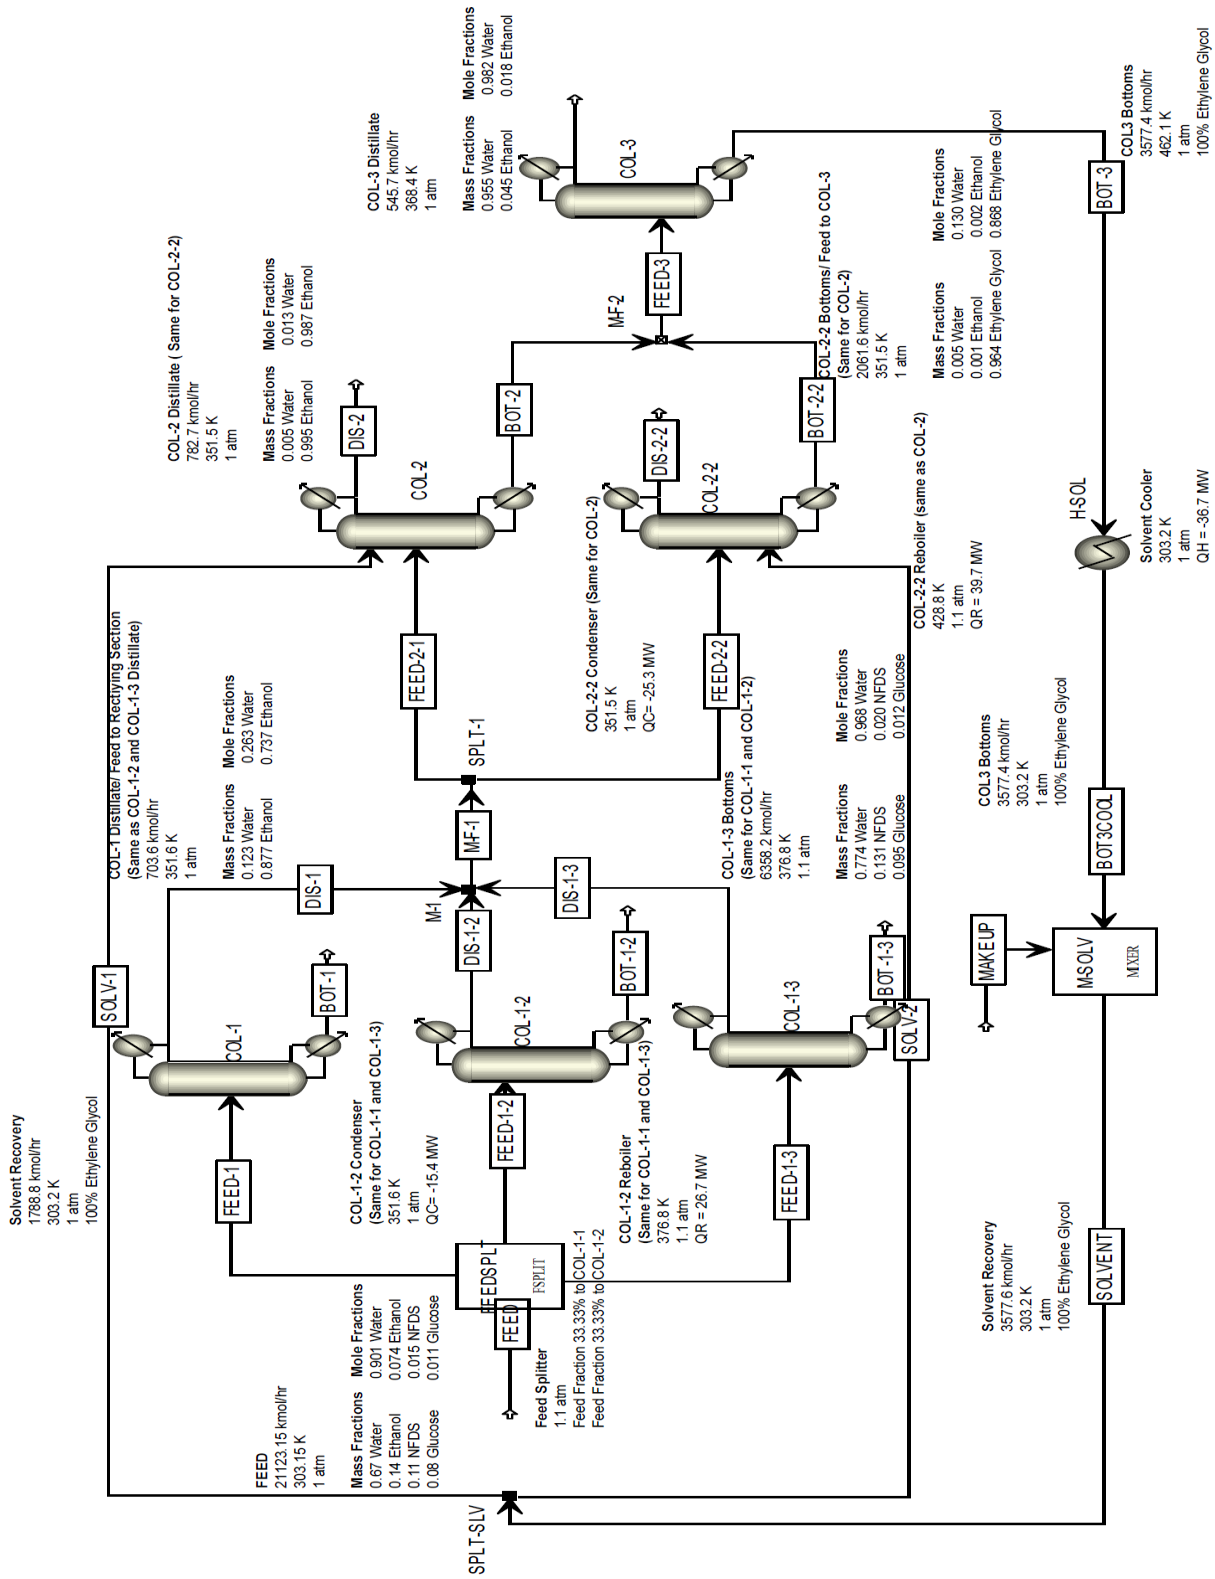 Solvent Recovery
1788.8 kmol/hr
303.2 K
1 atm
100% Ethylene Glycol
SOLV-1
COL-1 Distillate/ Feed to Rectiying Section
(Same as COL-1-2 and COL-1-3 Distillate)
703.6 kmol/hr
351.6 K
1 atm
Mass Fractions
0.123 Water
0.877 Ethanol
Mole Fractions
0.263 Water
0.737 Ethanol
COL-2 Distillate ( Same for COL-2-2)
782.7 kmol/hr
351.5 K
1 atm
Mass Fractions
0.005 Water
0.995 Ethanol
Mole Fractions
0.013 Water
0.987 Ethanol
COL-3 Distillate
545.7 kmol/hr
368.4 K
1 atm
Mass Fractions
0.955 Water
0.045 Ethanol
Mole Fractions
0.982 Water
0.018 Ethanol
FEED
21123.15 kmol/hr
303.15 K
1 atm
Mass Fractions
0.67 Water
0.14 Ethanol
0.11 NFDS
0.08 Glucose
Mole Fractions
0.901 Water
0.074 Ethanol
0.015 NFDS
0.011 Glucose
FEED-1
COL-1
BOT-1
DIS-1
COL-1-2 Condenser
(Same for COL-1-1 and COL-1-3)
351.6 K
1 atm
QC= -15.4 MW
FEEDSPLT
FSPLIT
FEED
Feed Splitter
1.1 atm
Feed Fraction 33.33% to COL-1-1
Feed Fraction 33.33% to COL-1-2
SPLT-SLV
FEED-1-2
COL-1-2
BOT-1-2
DIS-1-2
M-1
M-F-1
SPLT-1
DIS-1-3
COL-1-2 Reboiler
(Same for COL-1-1 and COL-1-3)
376.8 K
1.1 atm
QR = 26.7 MW
FEED-1-3
COL-1-3
BOT-1-3
SOLV-2
COL-1-3 Bottoms
(Same for COL-1-1 and COL-1-2)
6358.2 kmol/hr
376.8 K
1.1 atm
Mass Fractions
0.774 Water
0.131 NFDS
0.095 Glucose
Mole Fractions
0.968 Water
0.020 NFDS
0.012 Glucose
FEED-2-1
COL-2
DIS-2
BOT-2
COL-2-2 Condenser (Same for COL-2)
351.5 K
1 atm
QC= -25.3 MW
FEED-2-2
COL-2-2
DIS-2-2
BOT-2-2
COL-2-2 Reboiler (same as COL-2)
428.8 K
1.1 atm
QR = 39.7 MW
M-F-2
FEED-3
COL-3
COL-2-2 Bottoms/ Feed to COL-3
(Same for COL-2)
2061.6 kmol/hr
351.5 K
1 atm
Mass Fractions
0.005 Water
0.001 Ethanol
0.964 Ethylene Glycol
Mole Fractions
0.130 Water
0.002 Ethanol
0.868 Ethylene Glycol
BOT-3
COL3 Bottoms
3577.4 kmol/hr
462.1 K
1 atm
100% Ethylene Glycol
H-SOL
Solvent Cooler
303.2 K
1 atm
QH = -36.7 MW
COL3 Bottoms
3577.4 kmol/hr
303.2 K
1 atm
100% Ethylene Glycol
BOT3COOL
MAKEUP
M-SOLV
MIXER
Solvent Recovery
3577.6 kmol/hr
303.2 K
1 atm
100% Ethylene Glycol
SOLVENT